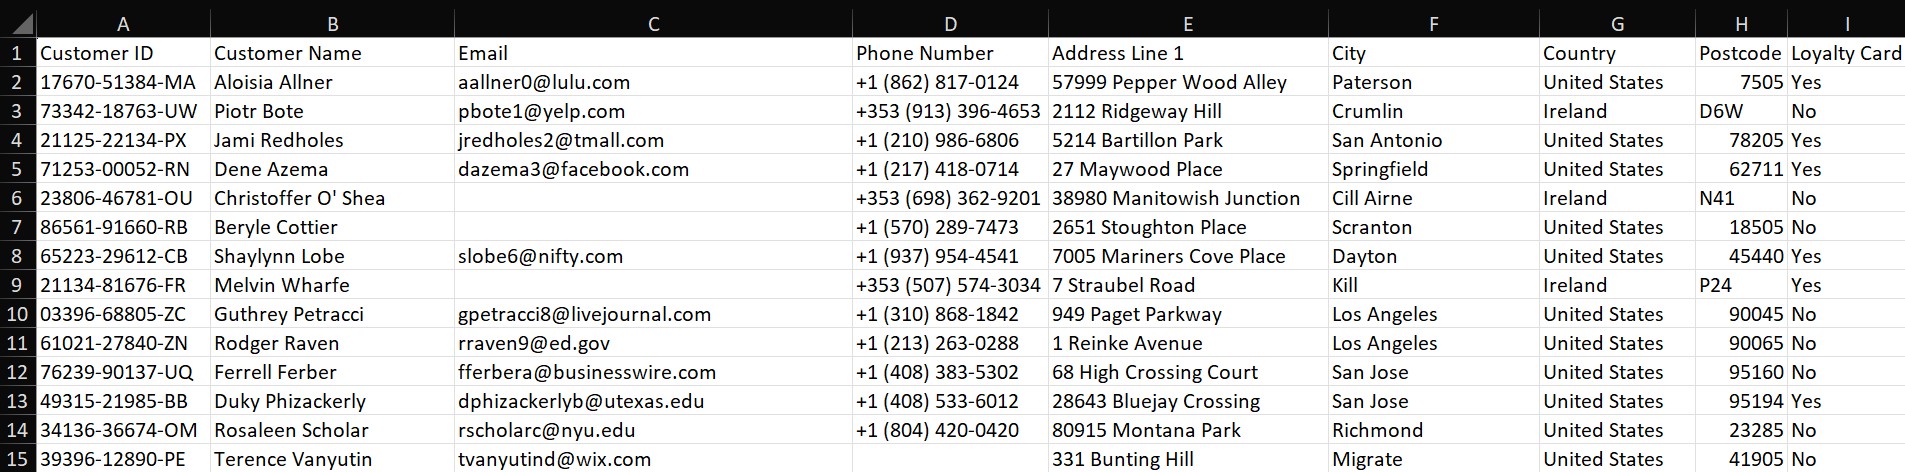 A B C D E F G H I
1 Customer ID Customer Name Email Phone Number Address Line 1 City Country Postcode Loyalty Card
2 17670-51384-MA Aloisia Allner aallner0@lulu.com +1 (862) 817-0124 57999 Pepper Wood Alley Paterson United States 7505 Yes
3 73342-18763-UW Piotr Bote pbote1@yelp.com +353 (913) 396-4653 2112 Ridgeway Hill Crumlin Ireland D6W No
4 21125-22134-PX Jami Redholes jredholes2@tmall.com +1 (210) 986-6806 5214 Bartillon Park San Antonio United States 78205 Yes
5 71253-00052-RN Dene Azema dazema3@facebook.com +1 (217) 418-0714 27 Maywood Place Springfield United States 62711 Yes
6 23806-46781-OU Christoffer O' Shea +353 (698) 362-9201 38980 Manitowish Junction Cill Airne Ireland N41 No
7 86561-91660-RB Beryle Cottier +1 (570) 289-7473 2651 Stoughton Place Scranton United States 18505 No
8 65223-29612-CB Shaylynn Lobe slobe6@nifty.com +1 (937) 954-4541 7005 Mariners Cove Place Dayton United States 45440 Yes
9 21134-81676-FR Melvin Wharfe +353 (507) 574-3034 7 Straubel Road Kill Ireland P24 Yes
10 03396-68805-ZC Guthrey Petracci gpetracci8@livejournal.com +1 (310) 868-1842 949 Paget Parkway Los Angeles United States 90045 No
11 61021-27840-ZN Rodger Raven rraven9@ed.gov +1 (213) 263-0288 1 Reinke Avenue Los Angeles United States 90065 No
12 76239-90137-UQ Ferrell Ferber fferbera@businesswire.com +1 (408) 383-5302 68 High Crossing Court San Jose United States 95160 No
13 49315-21985-BB Duky Phizackerly dphizackerlyb@utexas.edu +1 (408) 533-6012 28643 Bluejay Crossing San Jose United States 95194 Yes
14 34136-36674-OM Rosaleen Scholar rscholarc@nyu.edu +1 (804) 420-0420 80915 Montana Park Richmond United States 23285 No
15 39396-12890-PE Terence Vanyutin tvanyutind@wix.com 331 Bunting Hill Migrate United States 41905 No